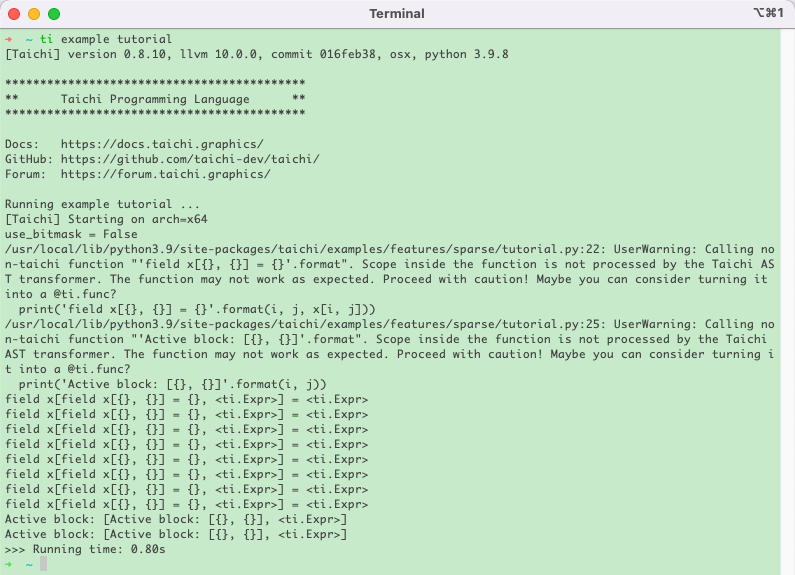 Terminal
⌥⌘1
➜ ~ ti example tutorial
[Taichi] version 0.8.10, llvm 10.0.0, commit 016feb38, osx, python 3.9.8
*******************************************
** Taichi Programming Language **
*******************************************
Docs: https://docs.taichi.graphics/
GitHub: https://github.com/taichi-dev/taichi/
Forum: https://forum.taichi.graphics/
Running example tutorial ...
[Taichi] Starting on arch=x64
use_bitmask = False
/usr/local/lib/python3.9/site-packages/taichi/examples/features/sparse/tutorial.py:22: UserWarning: Calling no
n-taichi function "'field x[{}, {}] = {}'.format". Scope inside the function is not processed by the Taichi AS
T transformer. The function may not work as expected. Proceed with caution! Maybe you can consider turning it
into a @ti.func?
print('field x[{}, {}] = {}'.format(i, j, x[i, j]))
/usr/local/lib/python3.9/site-packages/taichi/examples/features/sparse/tutorial.py:25: UserWarning: Calling no
n-taichi function "'Active block: [{}, {}]'.format". Scope inside the function is not processed by the Taichi
AST transformer. The function may not work as expected. Proceed with caution! Maybe you can consider turning i
t into a @ti.func?
print('Active block: [{}, {}]'.format(i, j))
field x[field x[{}, {}] = {}, <ti.Expr>] = <ti.Expr>
field x[field x[{}, {}] = {}, <ti.Expr>] = <ti.Expr>
field x[field x[{}, {}] = {}, <ti.Expr>] = <ti.Expr>
field x[field x[{}, {}] = {}, <ti.Expr>] = <ti.Expr>
field x[field x[{}, {}] = {}, <ti.Expr>] = <ti.Expr>
field x[field x[{}, {}] = {}, <ti.Expr>] = <ti.Expr>
field x[field x[{}, {}] = {}, <ti.Expr>] = <ti.Expr>
field x[field x[{}, {}] = {}, <ti.Expr>] = <ti.Expr>
Active block: [Active block: [{}, {}], <ti.Expr>]
Active block: [Active block: [{}, {}], <ti.Expr>]
>>> Running time: 0.80s
➜ ~